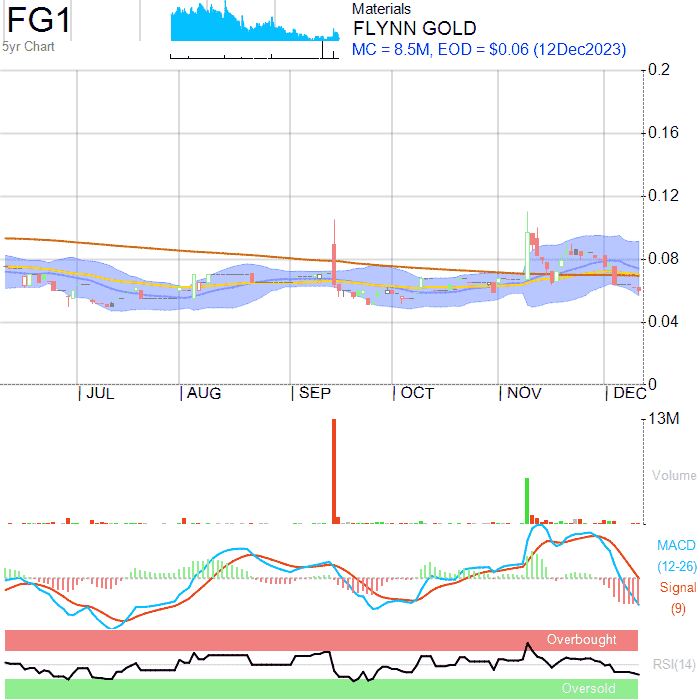 FG1
5yr Chart
Materials
FLYNN GOLD
MC = 8.5M, EOD = $0.06 (12Dec2023)
0.2
0.16
0.12
0.08
0.04
0
JUL
AUG
SEP
OCT
NOV
DEC
13M
Volume
MACD
(12-26)
Signal
(9)
Overbought
RSI(14)
Oversold